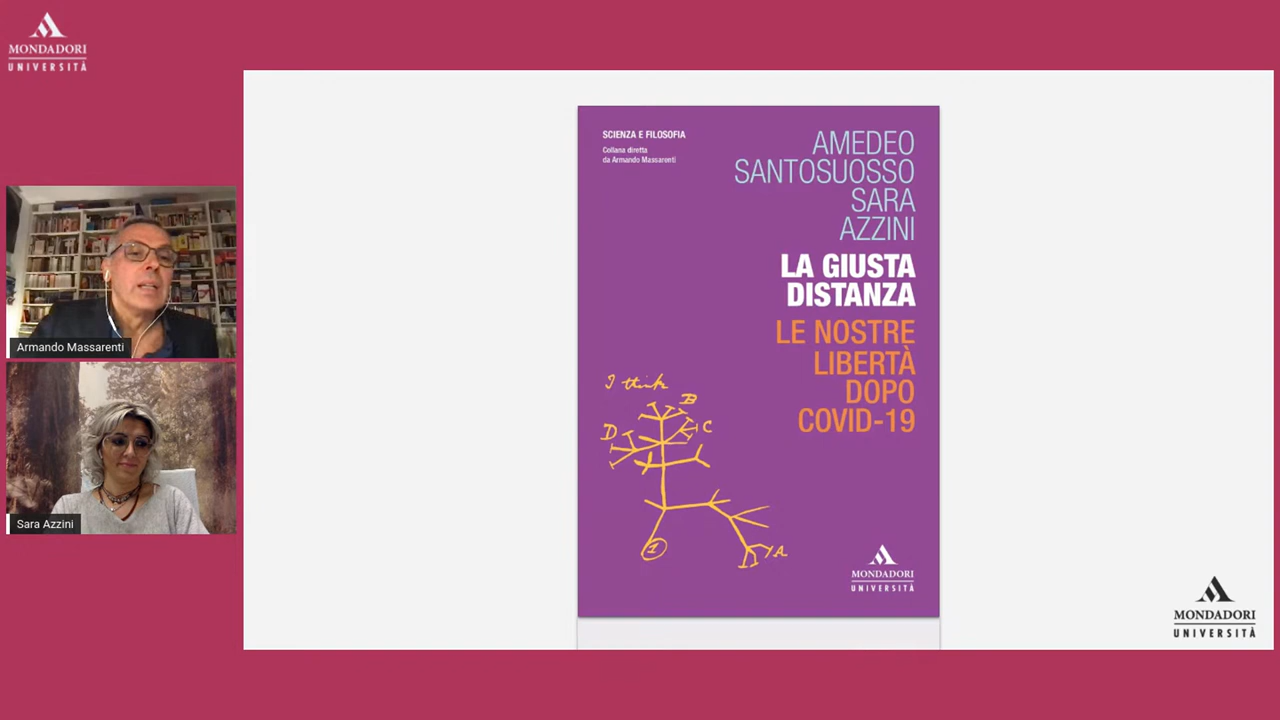 MONDADORI
UNIVERSITÀ
Armando Massarenti
Sara Azzini
SCIENZA E FILOSOFIA
Collana diretta
da Armando Massarenti
AMEDEO
SANTOSUOSSO
SARA
AZZINI
LA GIUSTA
DISTANZA
LE NOSTRE
LIBERTÀ
DOPO
COVID-19
I think
B
D
C
1
A
MONDADORI
UNIVERSITÀ
MONDADORI
UNIVERSITÀ